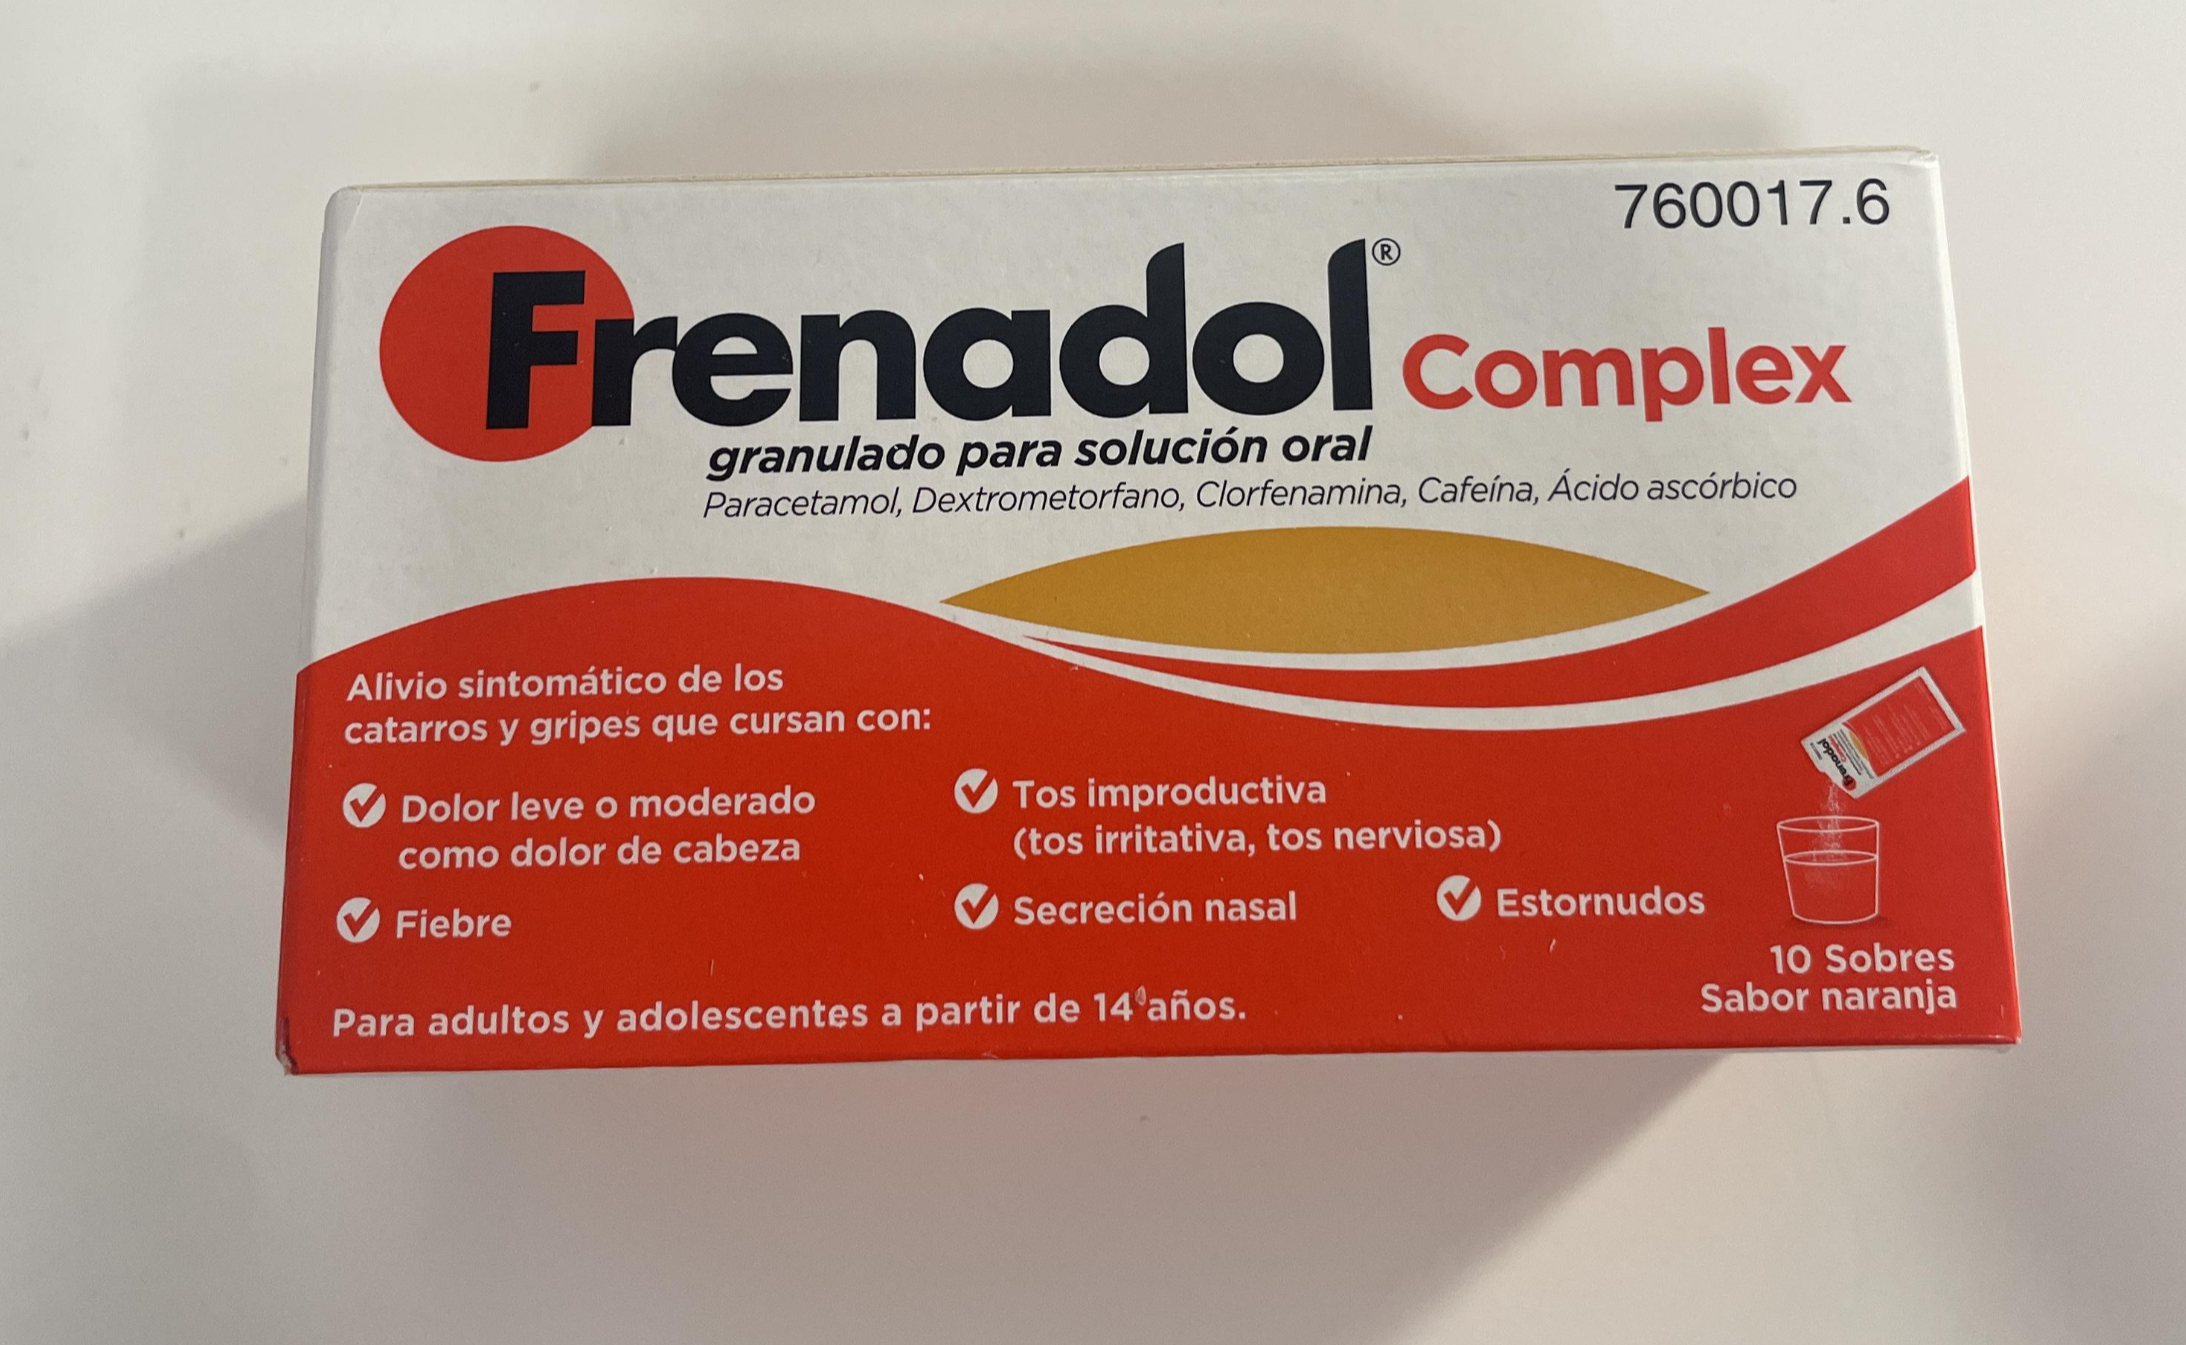 760017.6
Frenadol® Complex
granulado para solución oral
Paracetamol, Dextrometorfano, Clorfenamina, Cafeína, Ácido ascórbico
Alivio sintomático de los
catarros y gripes que cursan con:
Dolor leve o moderado
como dolor de cabeza
Fiebre
Tos improductiva
(tos irritativa, tos nerviosa)
Secreción nasal
Estornudos
Para adultos y adolescentes a partir de 14 años.
Frenadol
10 Sobres
Sabor naranja